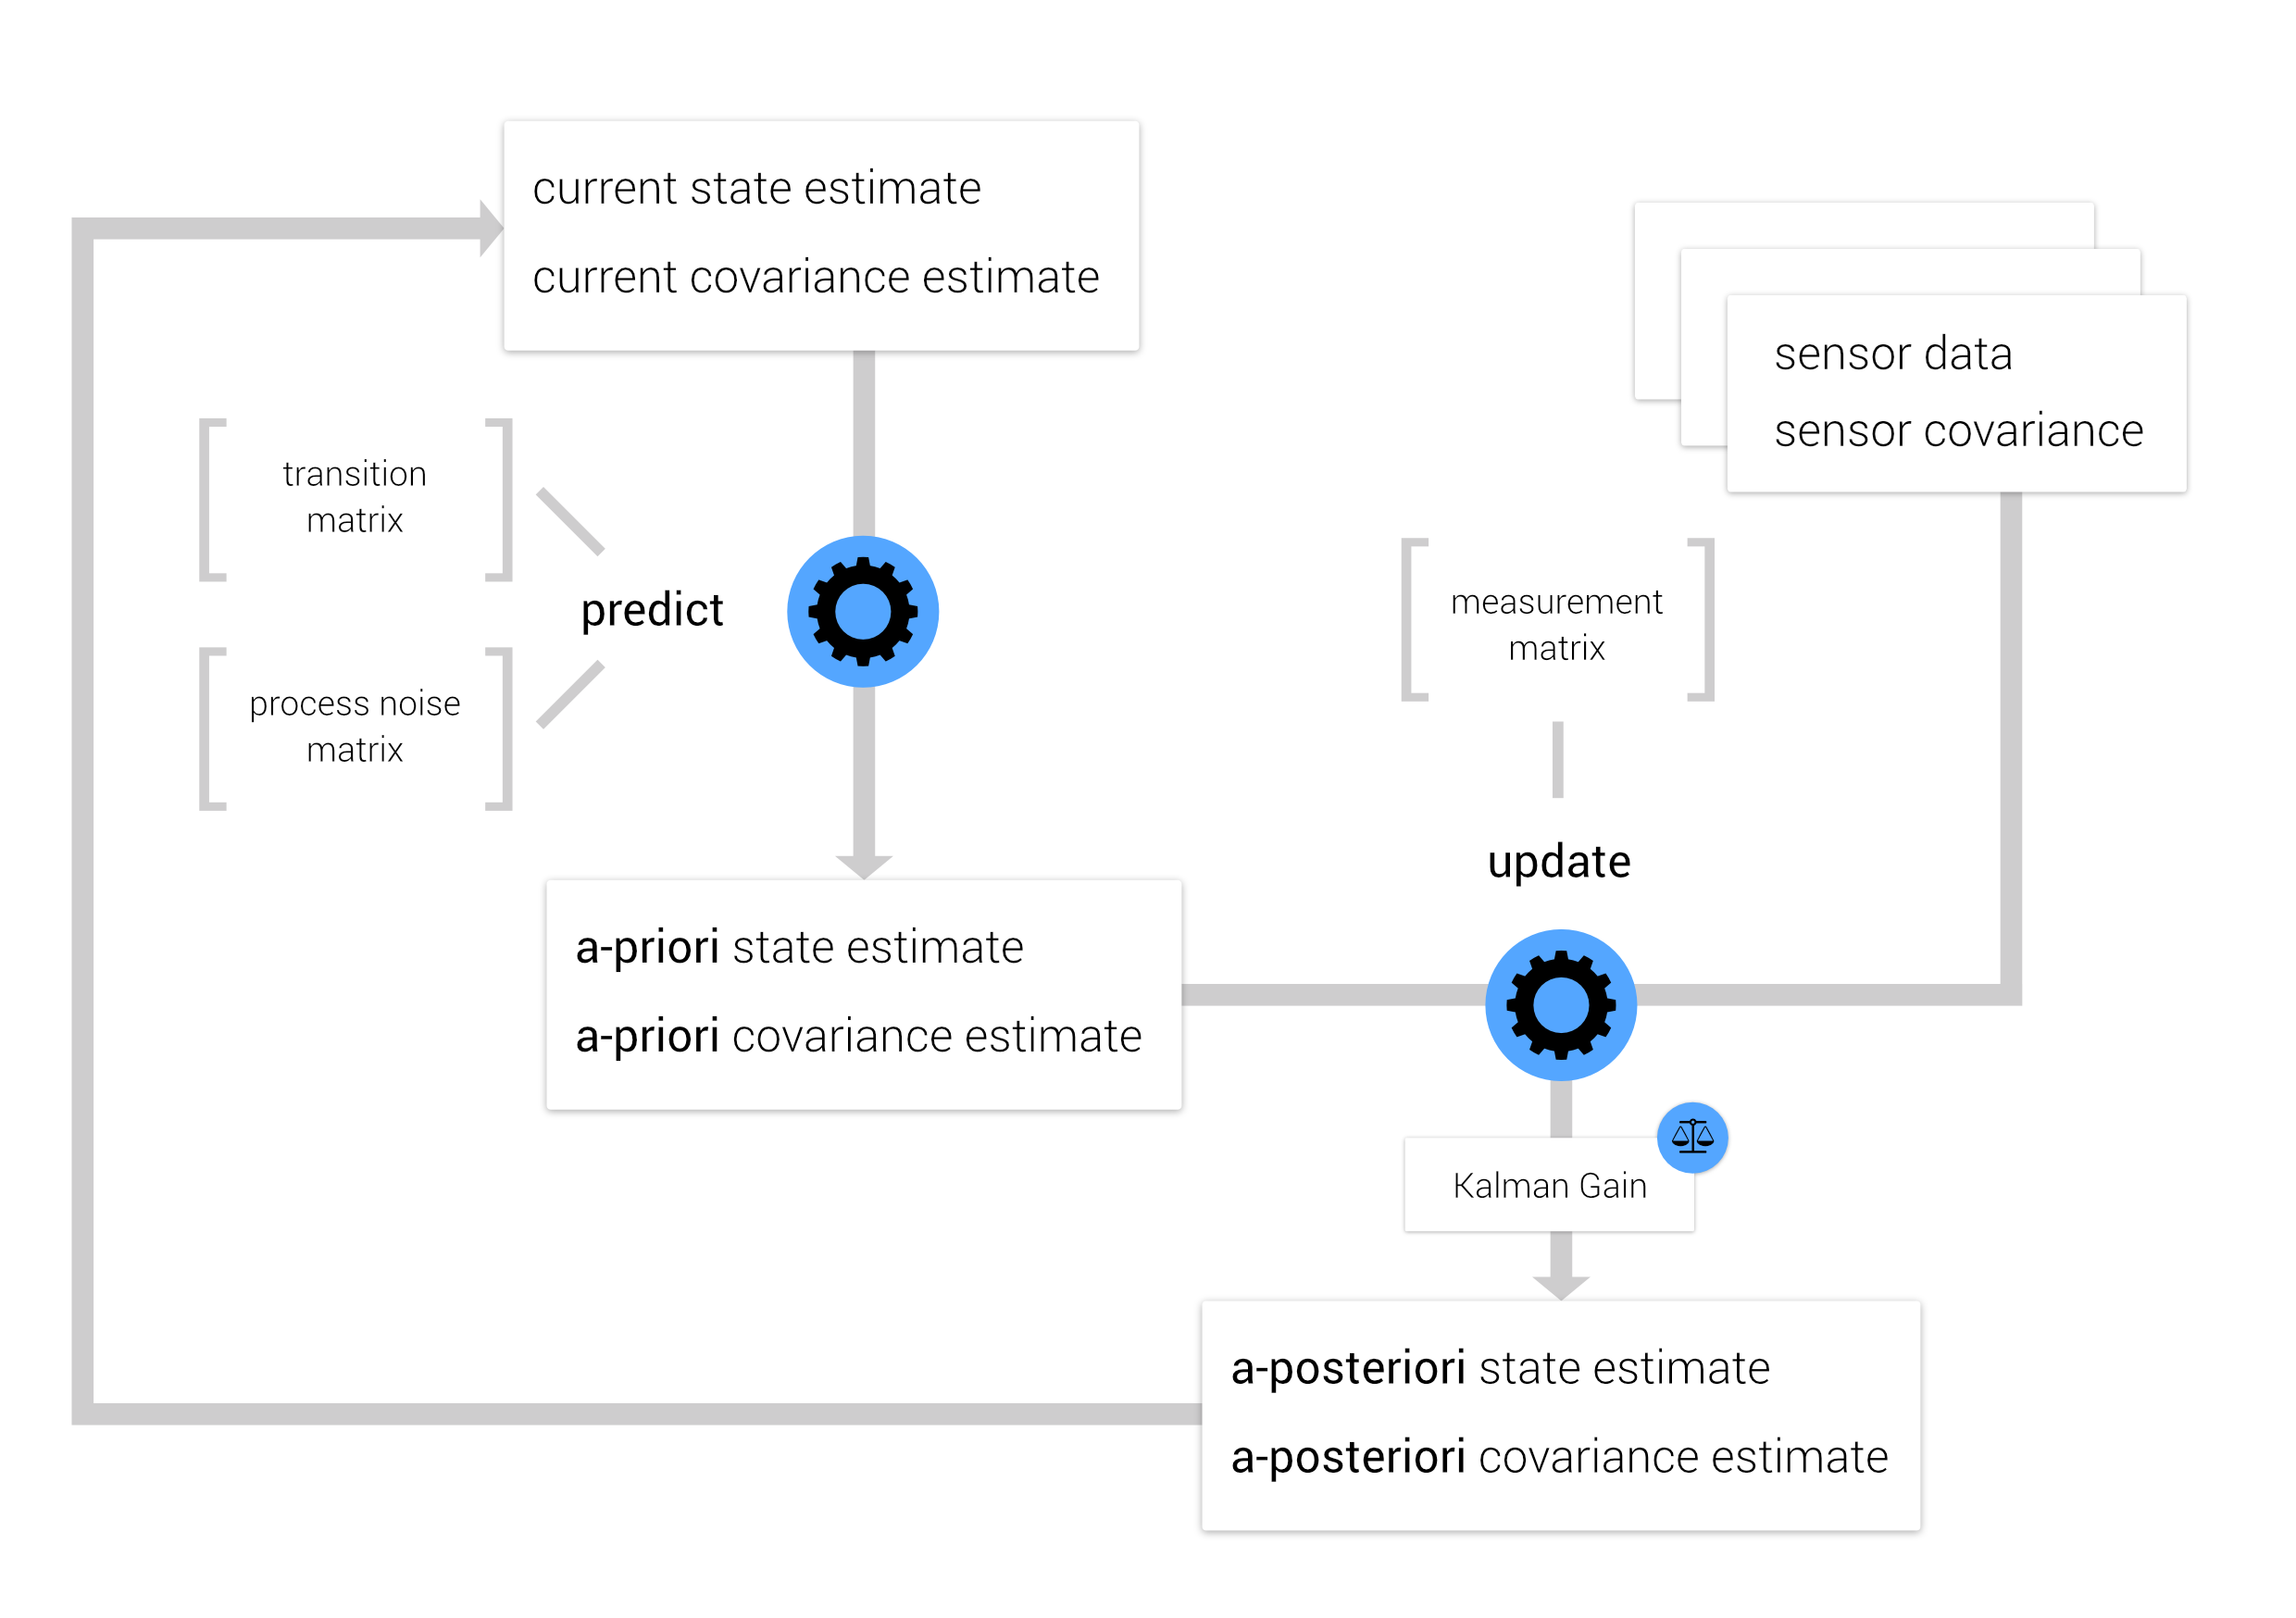 current state estimate
current covariance estimate
sensor data
sensor covariance
transition
matrix
predict
process noise
matrix
measurement
matrix
update
a-priori state estimate
a-priori covariance estimate
Kalman Gain
a-posteriori state estimate
a-posteriori covariance estimate